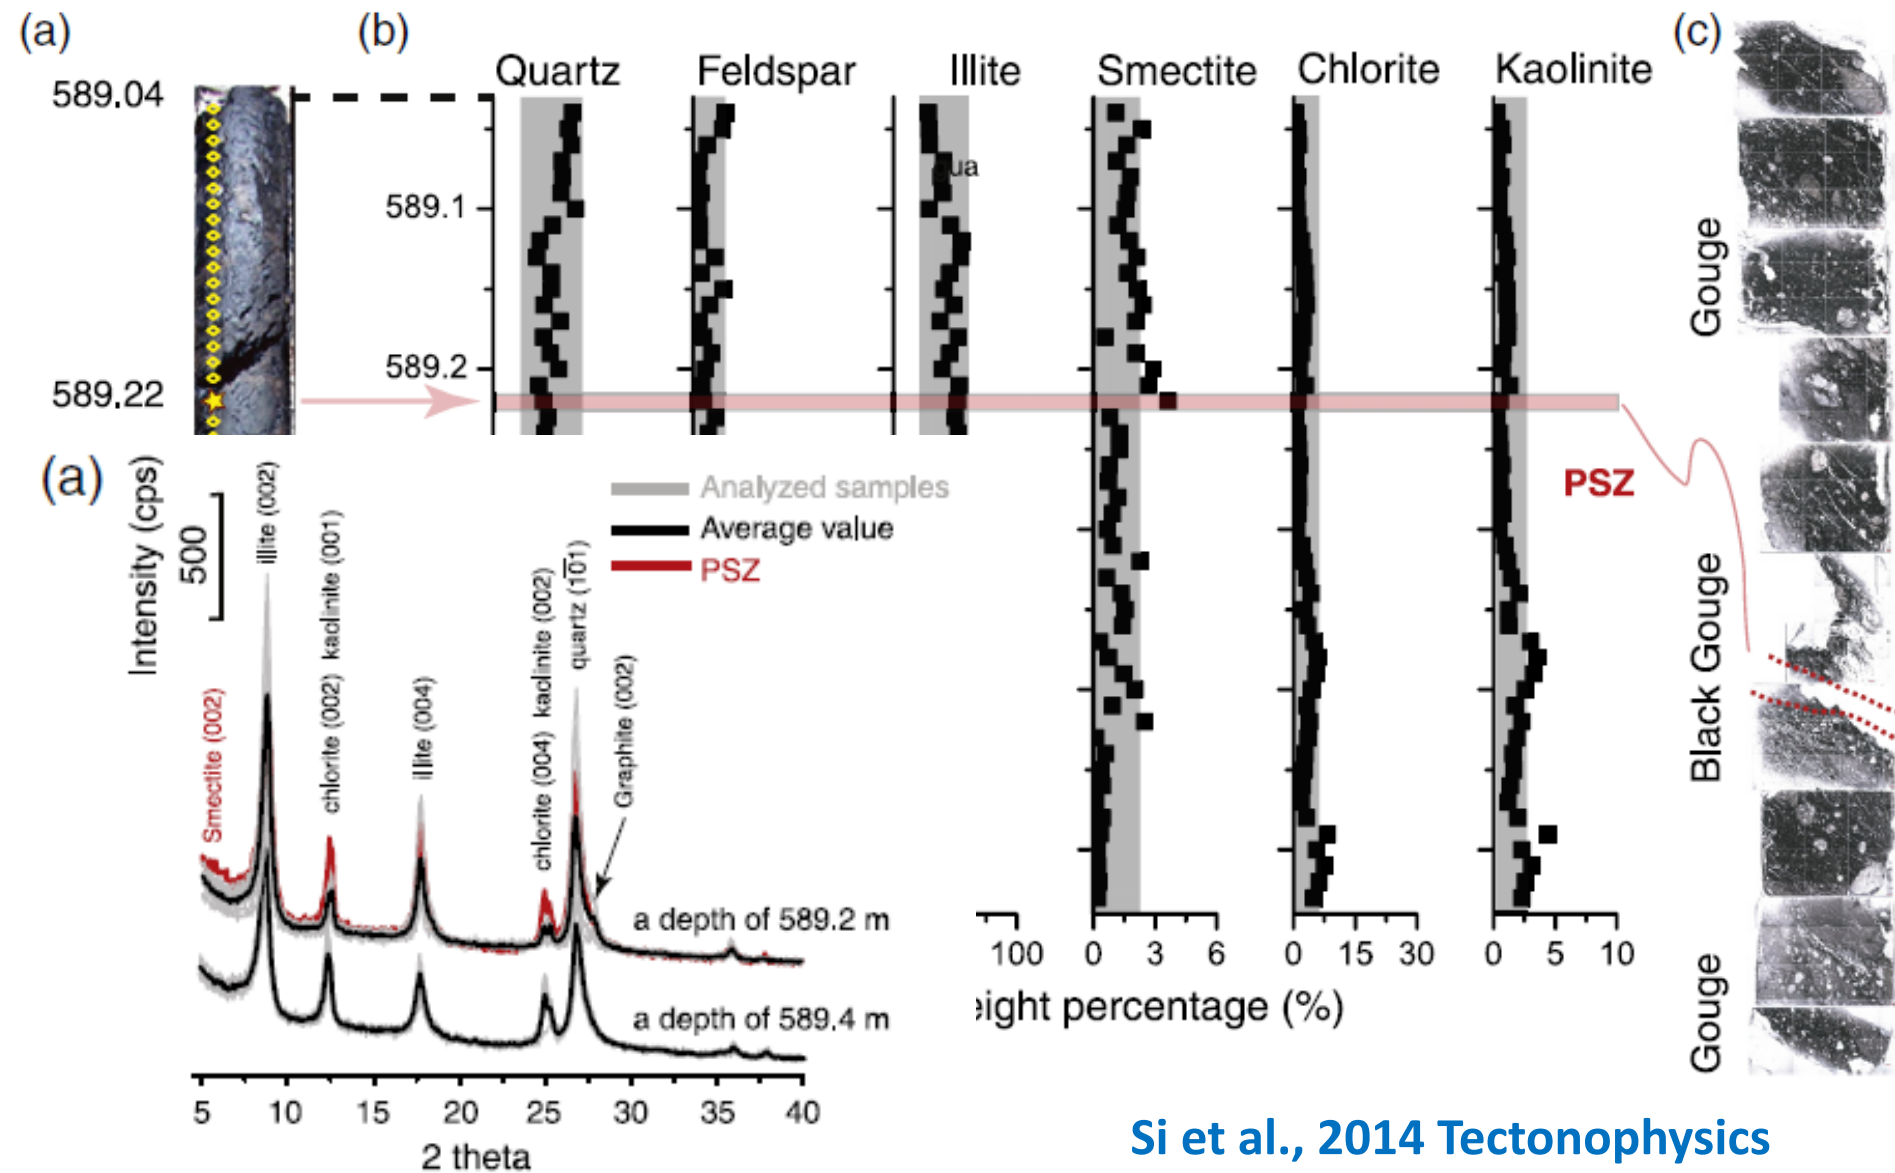 (a)
(b)
(c)
Quartz
Feldspar
Illite
Smectite
Chlorite
Kaolinite
589.04
589.1
589.2
589.22
gua
PSZ
Gouge
Black Gouge
Gouge
(a)
Intensity (cps)
500
Smectite (002)
illite (002)
chlorite (002) kaolinite (001)
illite (004)
chlorite (004) kaolinite (002)
quartz (1̅01)
Graphite (002)
Analyzed samples
Average value
PSZ
a depth of 589.2 m
a depth of 589.4 m
5 10 15 20 25 30 35 40
2 theta
100 0 3 6 0 15 30 0 5 10
eight percentage (%)
Si et al., 2014 Tectonophysics